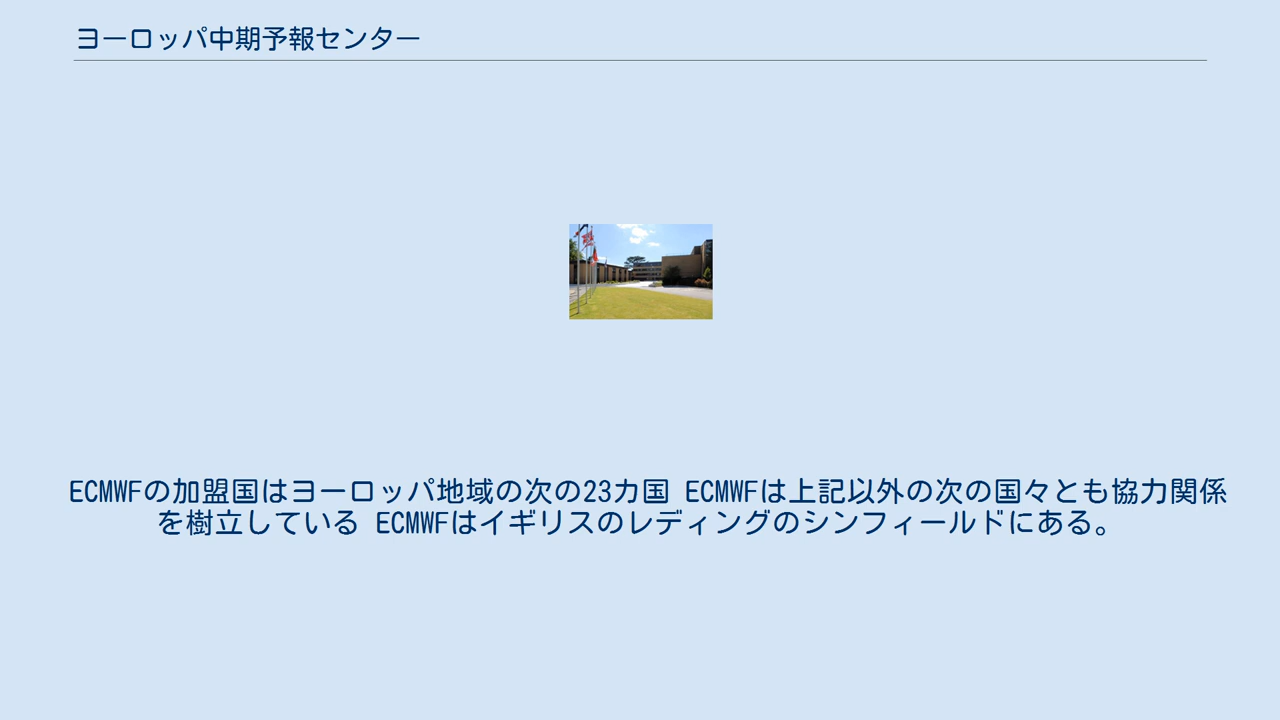 ヨーロッパ中期予報センター
ECMWFの加盟国はヨーロッパ地域の次の23カ国 ECMWFは上記以外の次の国々とも協力関係
を樹立している ECMWFはイギリスのレディングのシンフィールドにある。